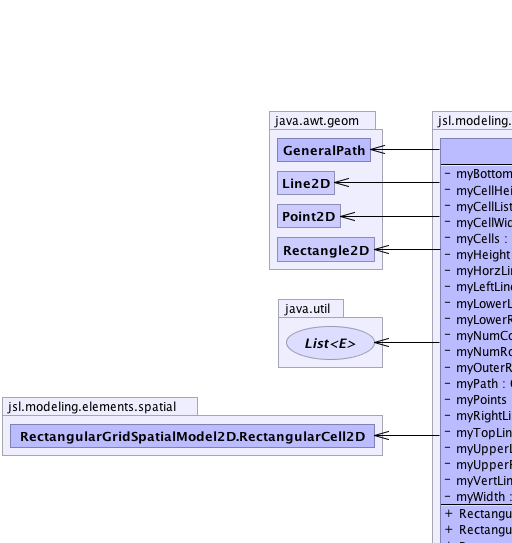 java.awt.geom
GeneralPath
Line2D
Point2D
Rectangle2D
java.util
List<E>
jsl.modeling.elements.spatial
RectangularGridSpatialModel2D.RectangularCell2D
jsl.modeling.
- myBottom
- myCellHei
- myCellList
- myCellWid
- myCells :
- myHeight
- myHorzLin
- myLeftLine
- myLowerL
- myLowerR
- myNumCo
- myNumRo
- myOuterR
- myPath :
- myPoints
- myRightLi
- myTopLin
- myUpperL
- myUpperR
- myVertLin
- myWidth :
+ Rectangu
+ Rectangu